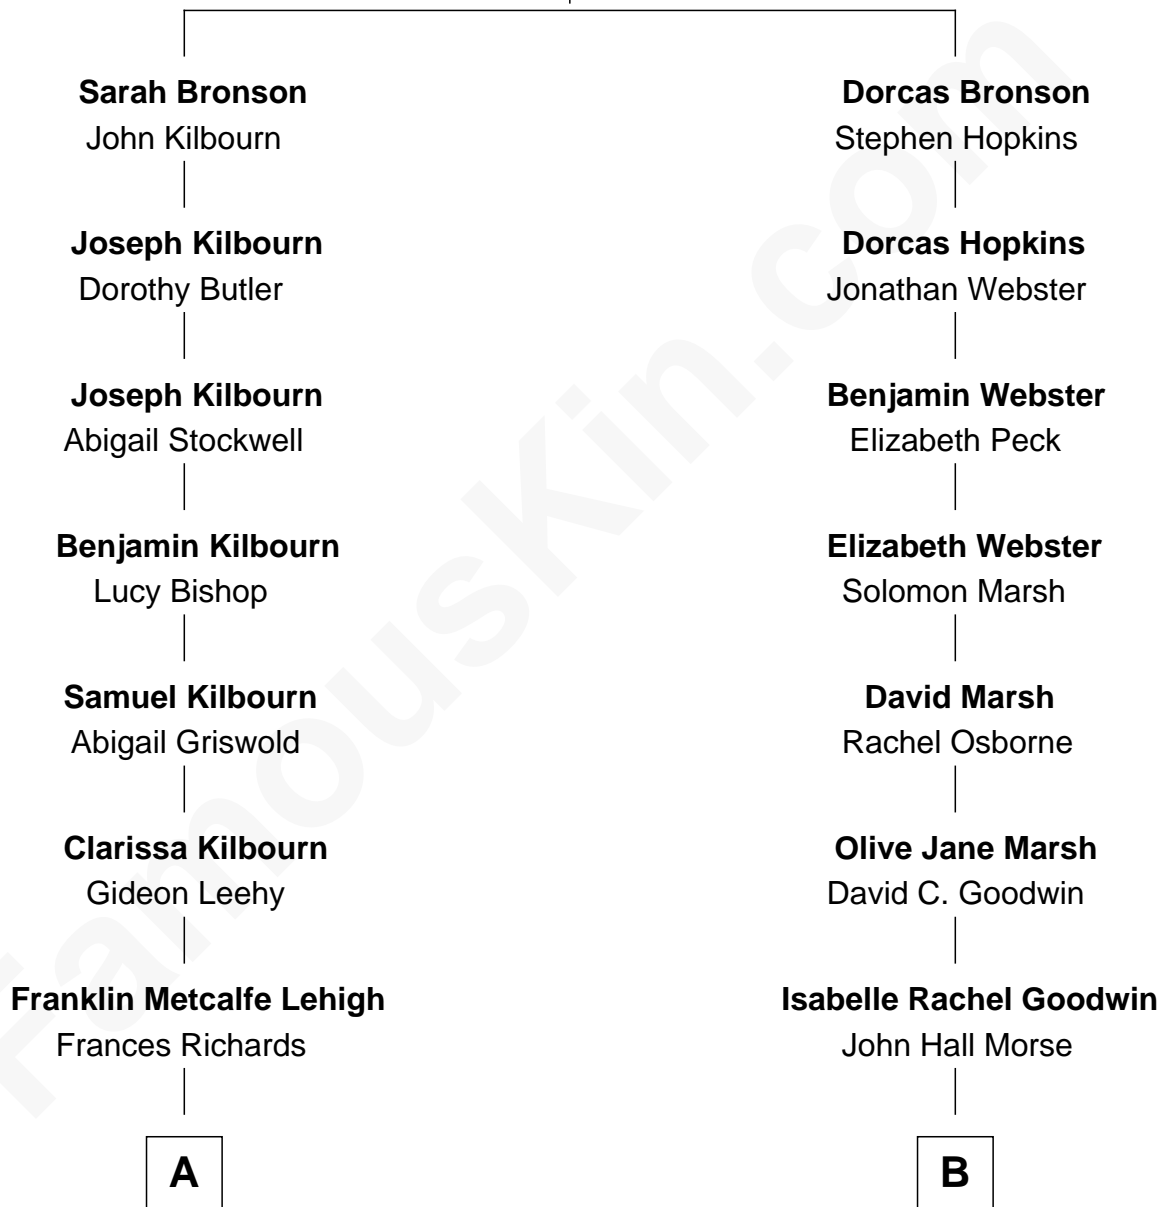 Sarah Bronson
John Kilbourn
Joseph Kilbourn
Dorothy Butler
Joseph Kilbourn
Abigail Stockwell
Benjamin Kilbourn
Lucy Bishop
Samuel Kilbourn
Abigail Griswold
Clarissa Kilbourn
Gideon Leehy
Franklin Metcalfe Lehigh
Frances Richards
A
Dorcas Bronson
Stephen Hopkins
Dorcas Hopkins
Jonathan Webster
Benjamin Webster
Elizabeth Peck
Elizabeth Webster
Solomon Marsh
David Marsh
Rachel Osborne
Olive Jane Marsh
David C. Goodwin
Isabelle Rachel Goodwin
John Hall Morse
B
FamousKin.com